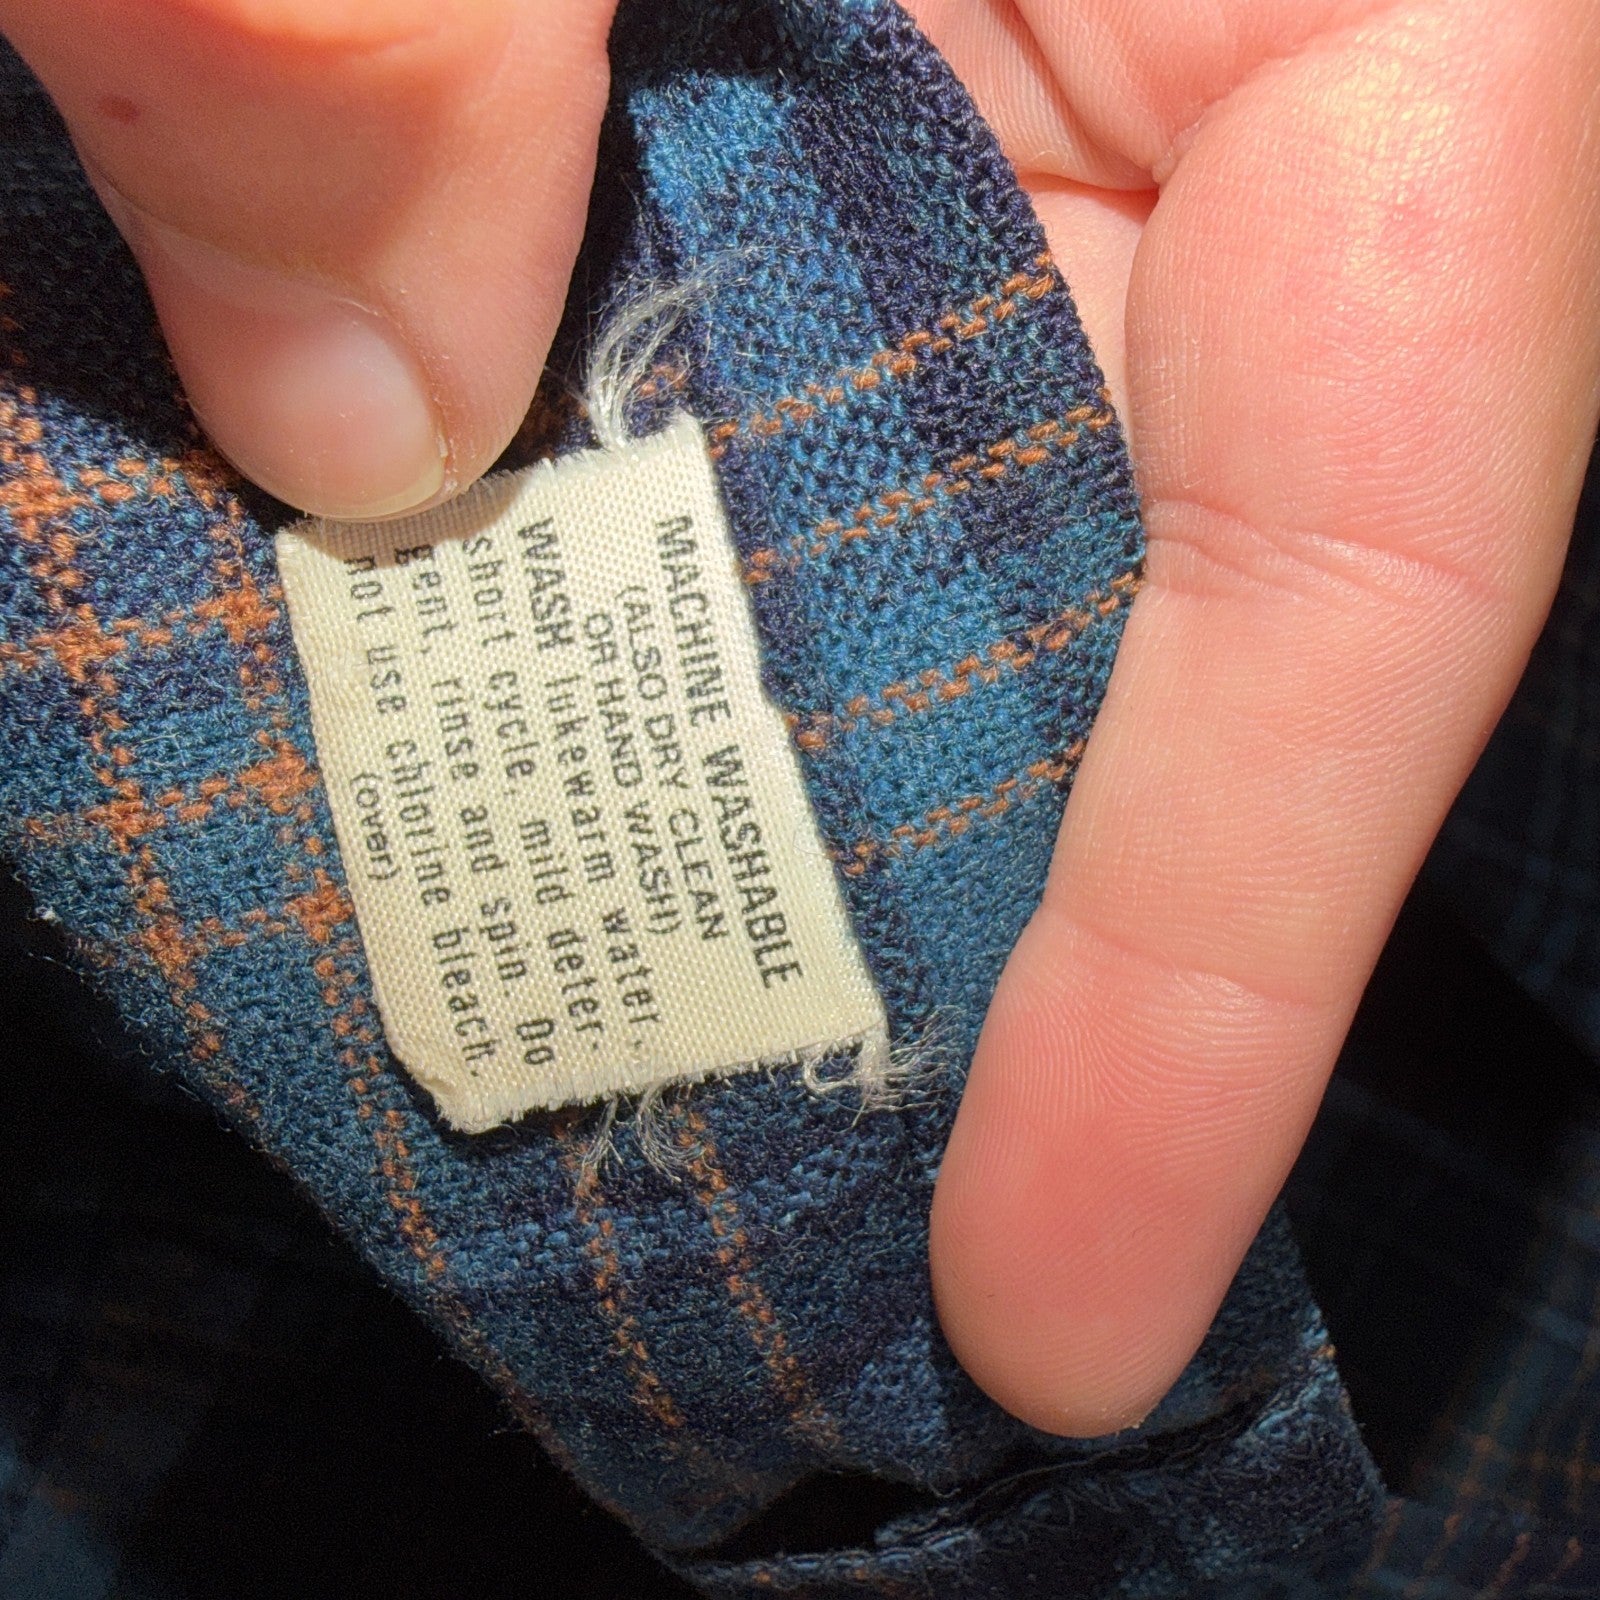 MACHINE WASHABLE
(ALSO DRY CLEAN
OR HAND WASH)
WASH lukewarm water,
short cycle, mild deter-
gent, rinse and spin. Do
not use chlorine bleach.
(over)